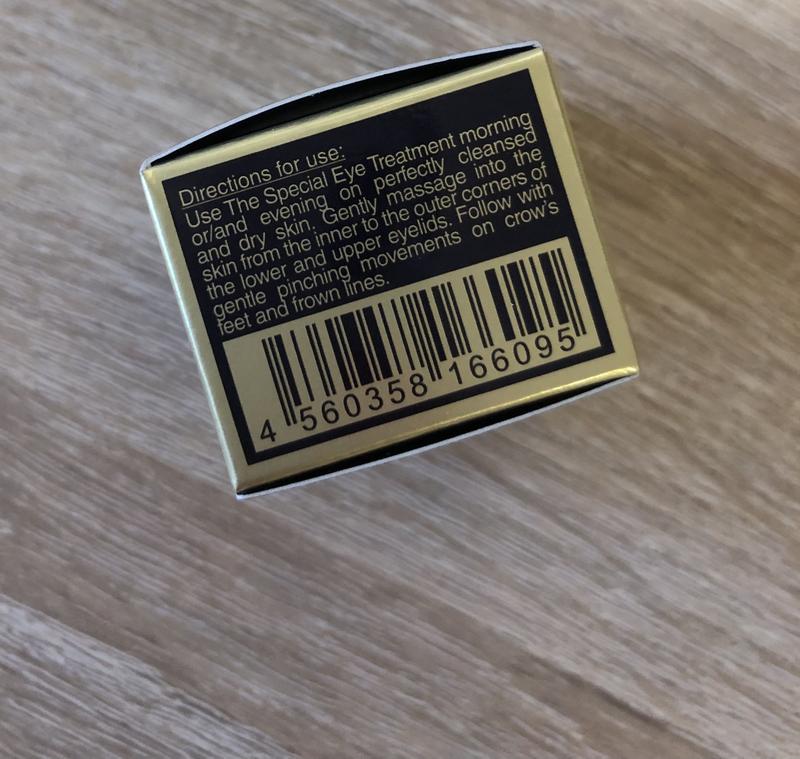 Directions for use:
Use The Special Eye Treatment morning
or/and evening on perfectly cleansed
and dry skin. Gently massage into the
skin from the inner to the outer corners of
the lower and upper eyelids. Follow with
gentle pinching movements on crow's
feet and frown lines.
4 560358 166095